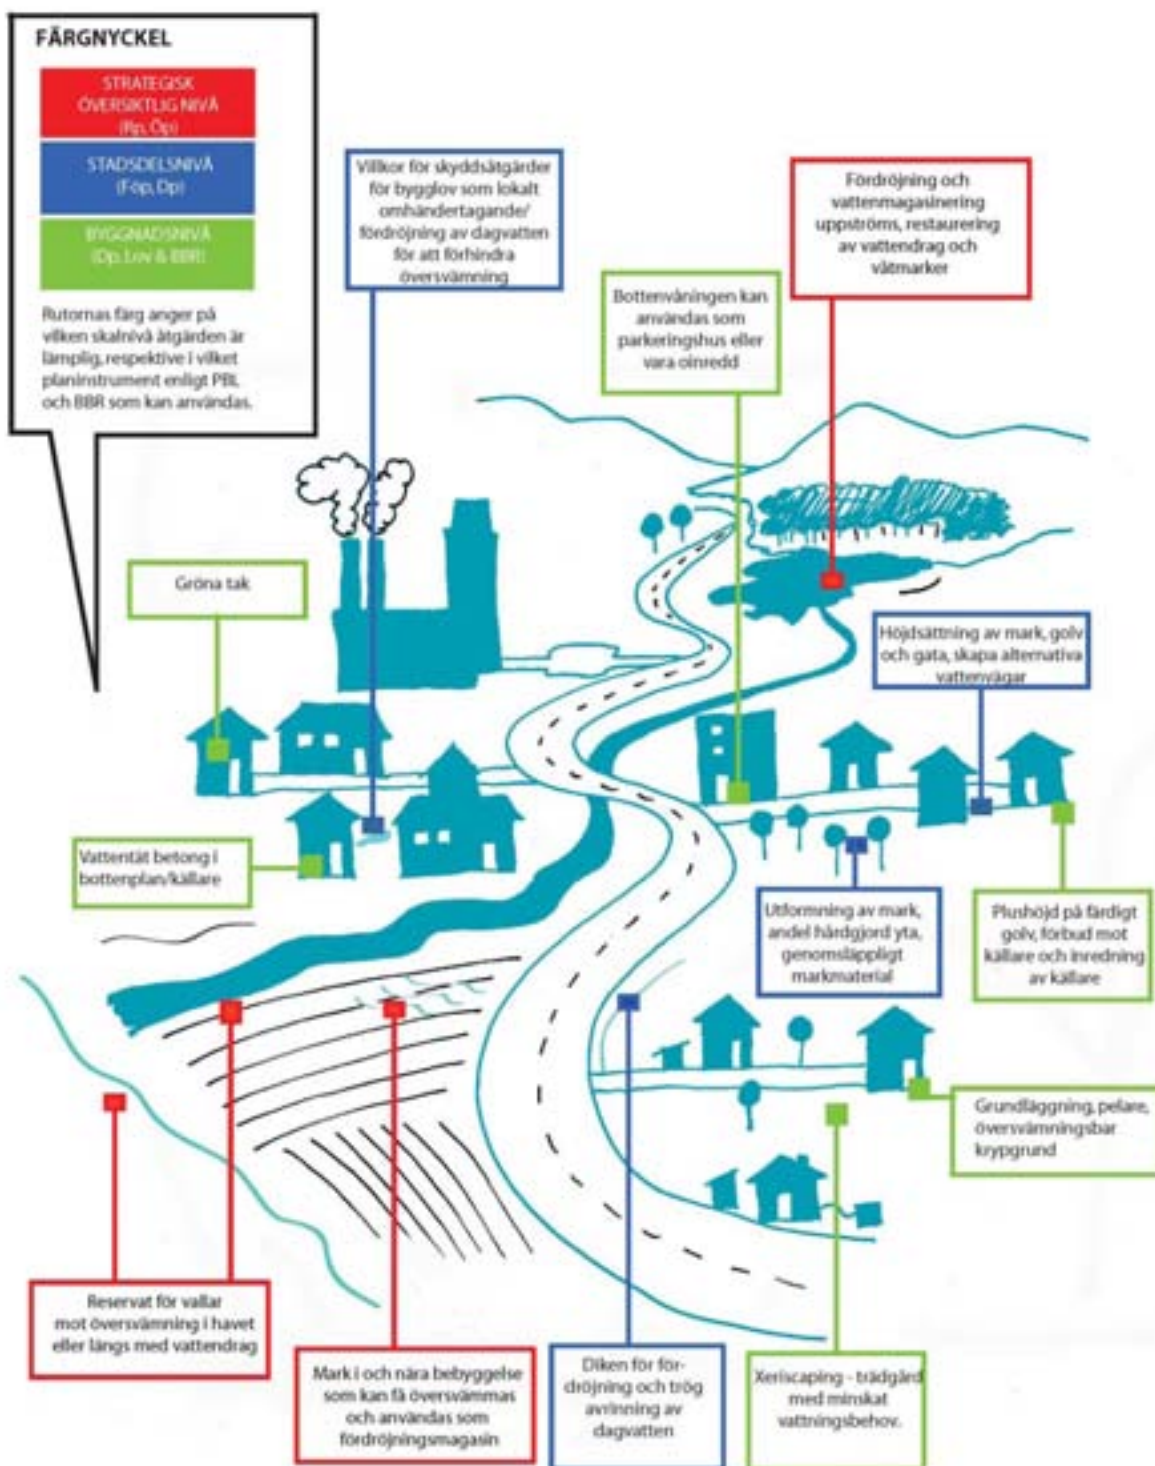 FÄRGNYCKEL
STRATEGISK
ÖVERSIKTLIG NIVÅ
(Rp, Öp)
STADSDELSNIVÅ
(Föp, Dp)
BYGGNADSNIVÅ
(Dp, Lov & BBR)
Rutornas färg anger på
vilken skalnivå åtgärden är
lämplig, respektive i vilket
planinstrument enligt PBL
och BBR som kan användas.
Villkor för skyddsåtgärder
för bygglov som lokalt
omhändertagande/
fördröjning av dagvatten
för att förhindra
översvämning
Fördröjning och
vattenmagasinering
uppströms, restaurering
av vattendrag och
våtmarker
Bottenvåningen kan
användas som
parkeringshus eller
vara oinredd
Gröna tak
Höjdsättning av mark, golv
och gata, skapa alternativa
vattenvägar
Vattentät betong i
bottenplan/källare
Utformning av mark,
andel hårdgjord yta,
genomsläppligt
markmaterial
Plushöjd på färdigt
golv, förbud mot
källare och inredning
av källare
Grundläggning, pelare,
översvämningsbar
krypgrund
Reservat för vallar
mot översvämning i havet
eller längs med vattendrag
Mark i och nära bebyggelse
som kan få översvämmas
och användas som
fördröjningsmagasin
Diken för för-
dröjning och trög
avrinning av
dagvatten
Xeriscaping - trädgård
med minskat
vattningsbehov.